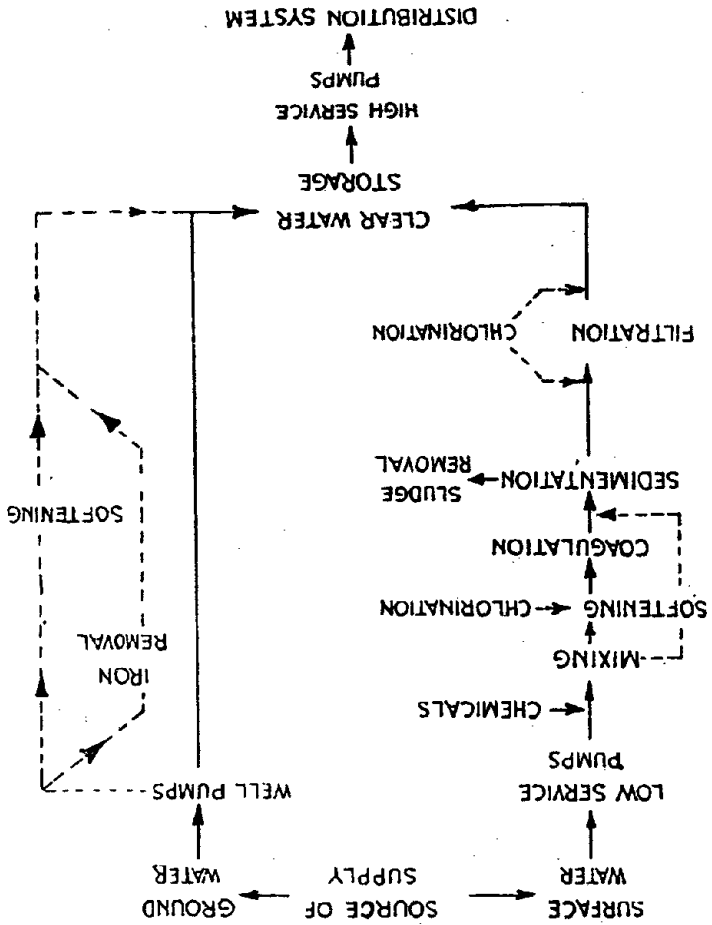 SURFACE
WATER
SOURCE OF
SUPPLY
GROUND
WATER
LOW SERVICE
PUMPS
WELL PUMPS
CHEMICALS
MIXING
IRON
REMOVAL
SOFTENING
CHLORINATION
COAGULATION
SOFTENING
SEDIMENTATION
SLUDGE
REMOVAL
FILTRATION
CHLORINATION
CLEAR WATER
STORAGE
HIGH SERVICE
PUMPS
DISTRIBUTION SYSTEM